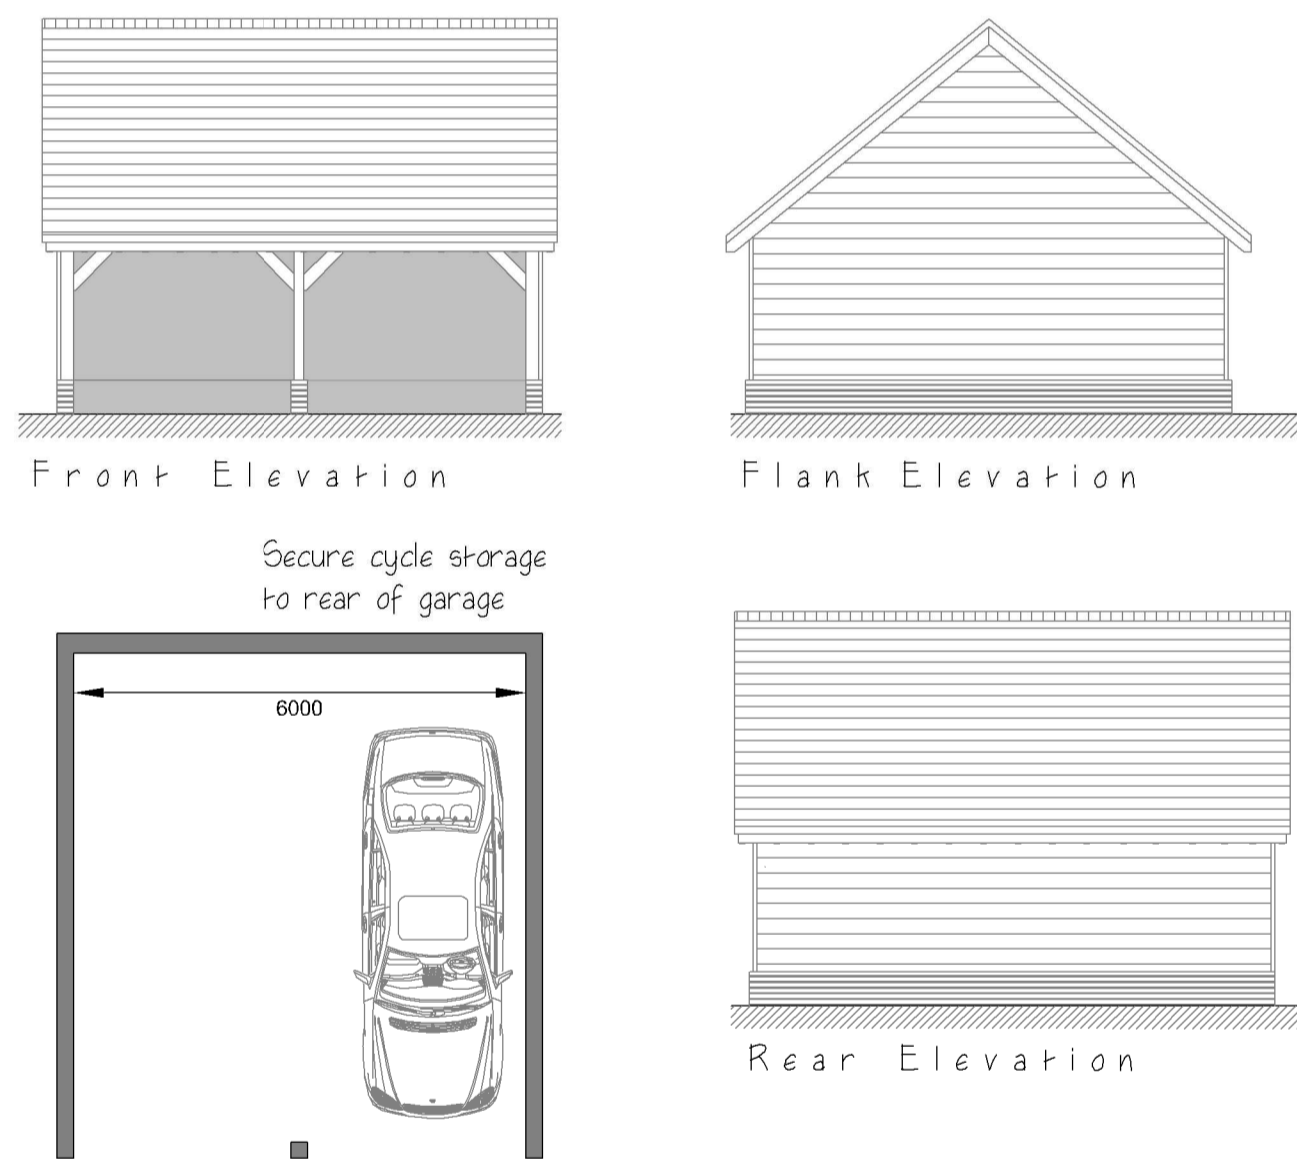 Front Elevation
Flank Elevation
Secure cycle storage
to rear of garage
6000
Rear Elevation